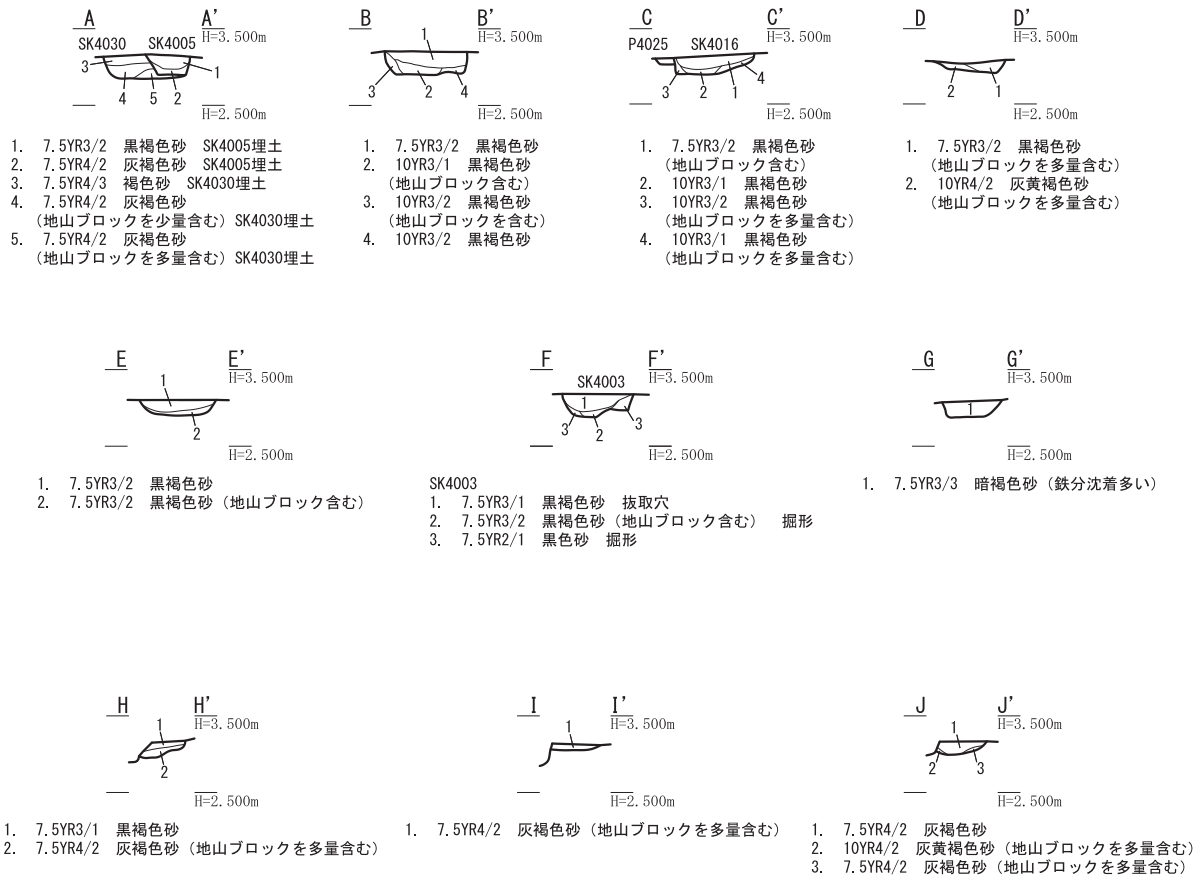 A A'
H=3.500m
SK4030 SK4005
3 1
4 5 2
H=2.500m
1. 7.5YR3/2 黒褐色砂 SK4005埋土
2. 7.5YR4/2 灰褐色砂 SK4005埋土
3. 7.5YR4/3 褐色砂 SK4030埋土
4. 7.5YR4/2 灰褐色砂
(地山ブロックを少量含む) SK4030埋土
5. 7.5YR4/2 灰褐色砂
(地山ブロックを多量含む) SK4030埋土
B B'
H=3.500m
1
3 2 4
H=2.500m
1. 7.5YR3/2 黒褐色砂
2. 10YR3/1 黒褐色砂
(地山ブロック含む)
3. 10YR3/2 黒褐色砂
(地山ブロックを含む)
4. 10YR3/2 黒褐色砂
C C'
H=3.500m
P4025 SK4016
3 2 1 4
H=2.500m
1. 7.5YR3/2 黒褐色砂
(地山ブロック含む)
2. 10YR3/1 黒褐色砂
3. 10YR3/2 黒褐色砂
(地山ブロックを多量含む)
4. 10YR3/1 黒褐色砂
(地山ブロックを多量含む)
D D'
H=3.500m
2 1
H=2.500m
1. 7.5YR3/2 黒褐色砂
(地山ブロックを多量含む)
2. 10YR4/2 灰黄褐色砂
(地山ブロックを多量含む)
E E'
H=3.500m
1
2
H=2.500m
1. 7.5YR3/2 黒褐色砂
2. 7.5YR3/2 黒褐色砂 (地山ブロック含む)
F F'
H=3.500m
SK4003
1
3 2 3
H=2.500m
SK4003
1. 7.5YR3/1 黒褐色砂 抜取穴
2. 7.5YR3/2 黒褐色砂 (地山ブロック含む) 掘形
3. 7.5YR2/1 黒色砂 掘形
G G'
H=3.500m
1
H=2.500m
1. 7.5YR3/3 暗褐色砂 (鉄分沈着多い)
H H'
H=3.500m
1
2
H=2.500m
1. 7.5YR3/1 黒褐色砂
2. 7.5YR4/2 灰褐色砂 (地山ブロックを多量含む)
I I'
H=3.500m
1
H=2.500m
1. 7.5YR4/2 灰褐色砂 (地山ブロックを多量含む)
J J'
H=3.500m
1
2 3
H=2.500m
1. 7.5YR4/2 灰褐色砂
2. 10YR4/2 灰黄褐色砂 (地山ブロックを多量含む)
3. 7.5YR4/2 灰褐色砂 (地山ブロックを多量含む)